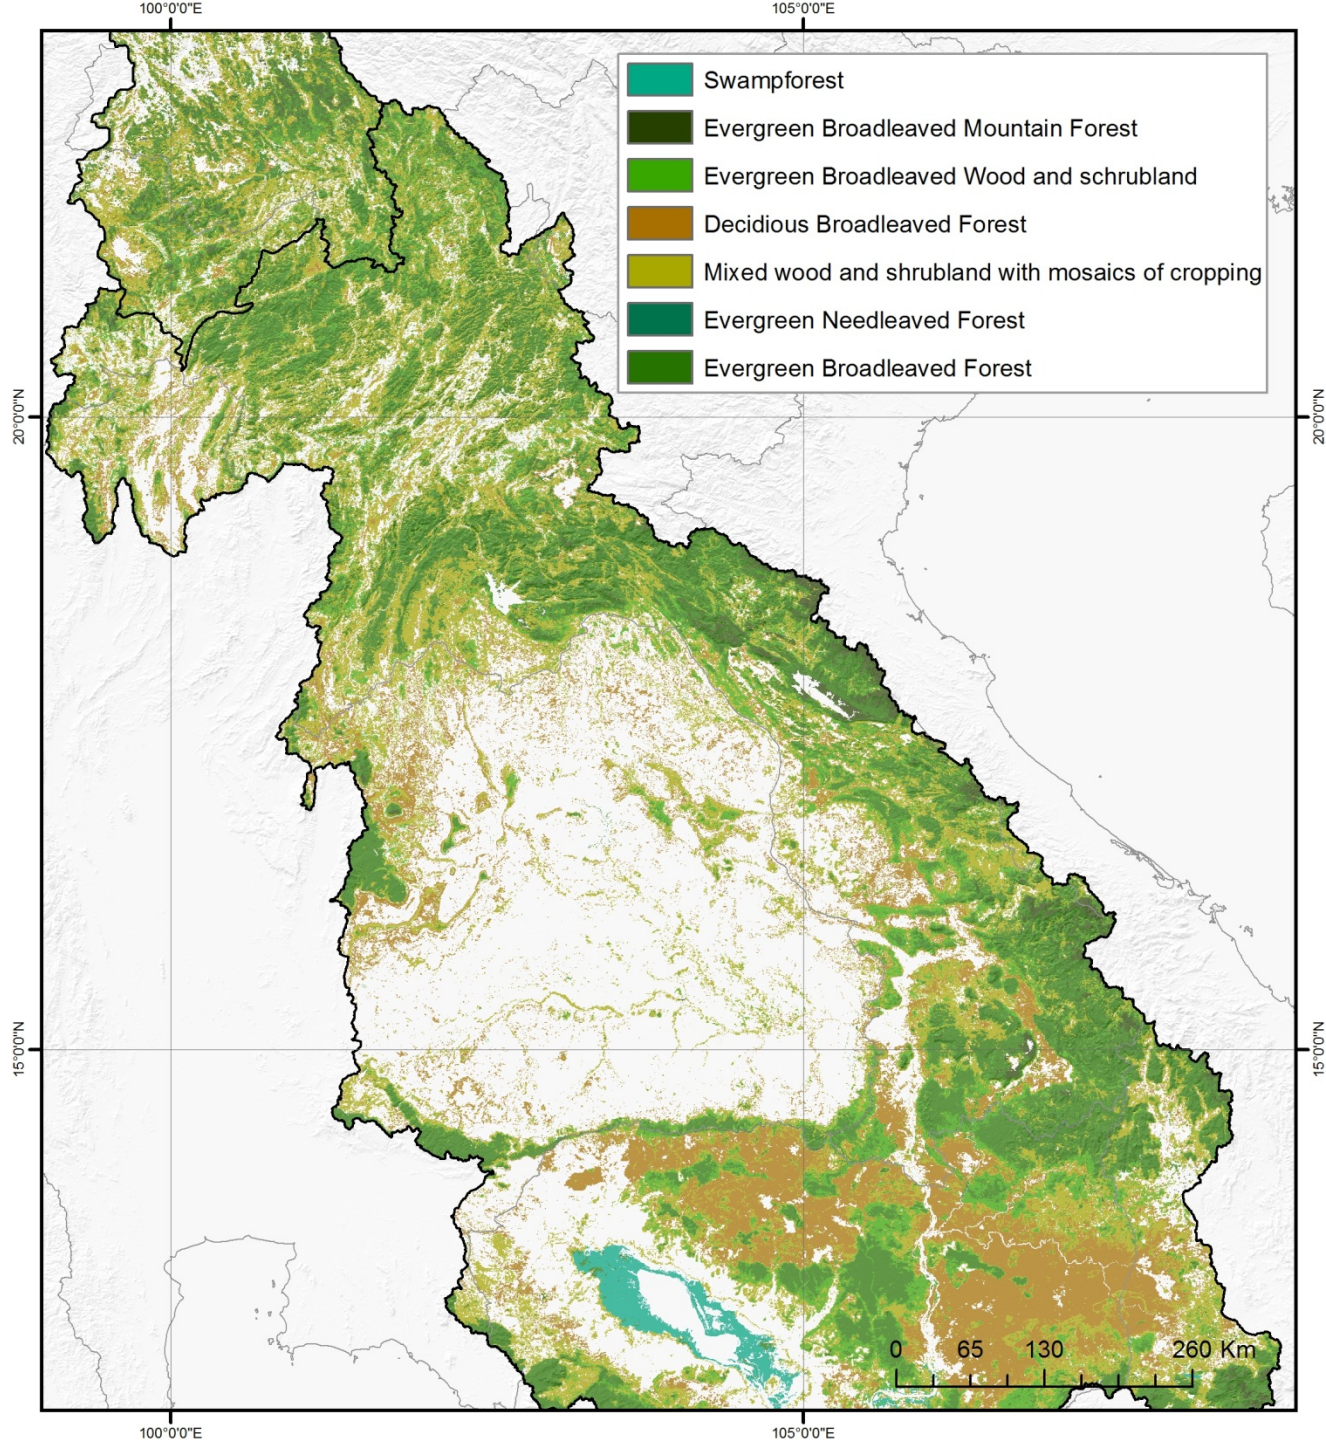 100°0'0"E
105°0'0"E
Swampforest
Evergreen Broadleaved Mountain Forest
Evergreen Broadleaved Wood and schrubland
Decidious Broadleaved Forest
Mixed wood and shrubland with mosaics of cropping
Evergreen Needleaved Forest
Evergreen Broadleaved Forest
20°0'0"N
20°0'0"N
15°0'0"N
15°0'0"N
0 65 130 260 Km
100°0'0"E
105°0'0"E